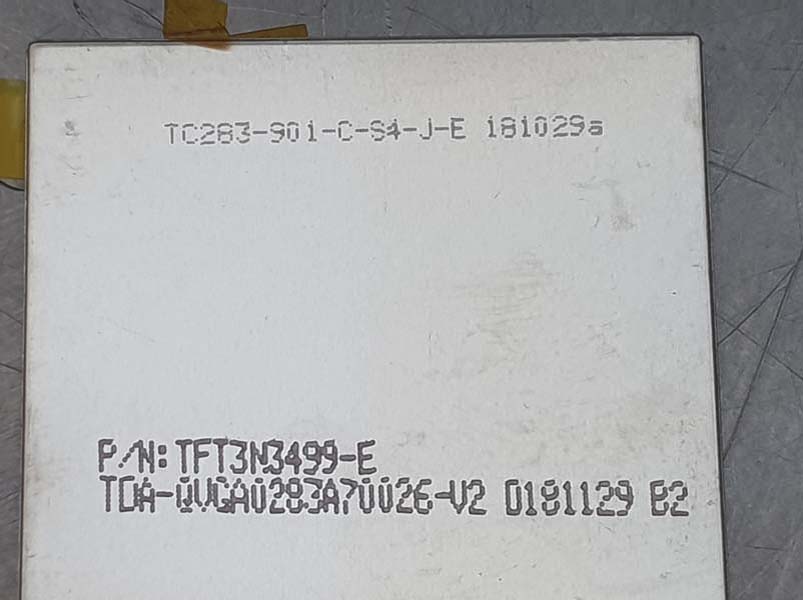 TC283-901-C-S4-J-E 181029a
P/N: TFT3N3499-E
TDA-QVGA0283A70026-V2 D181129 B2